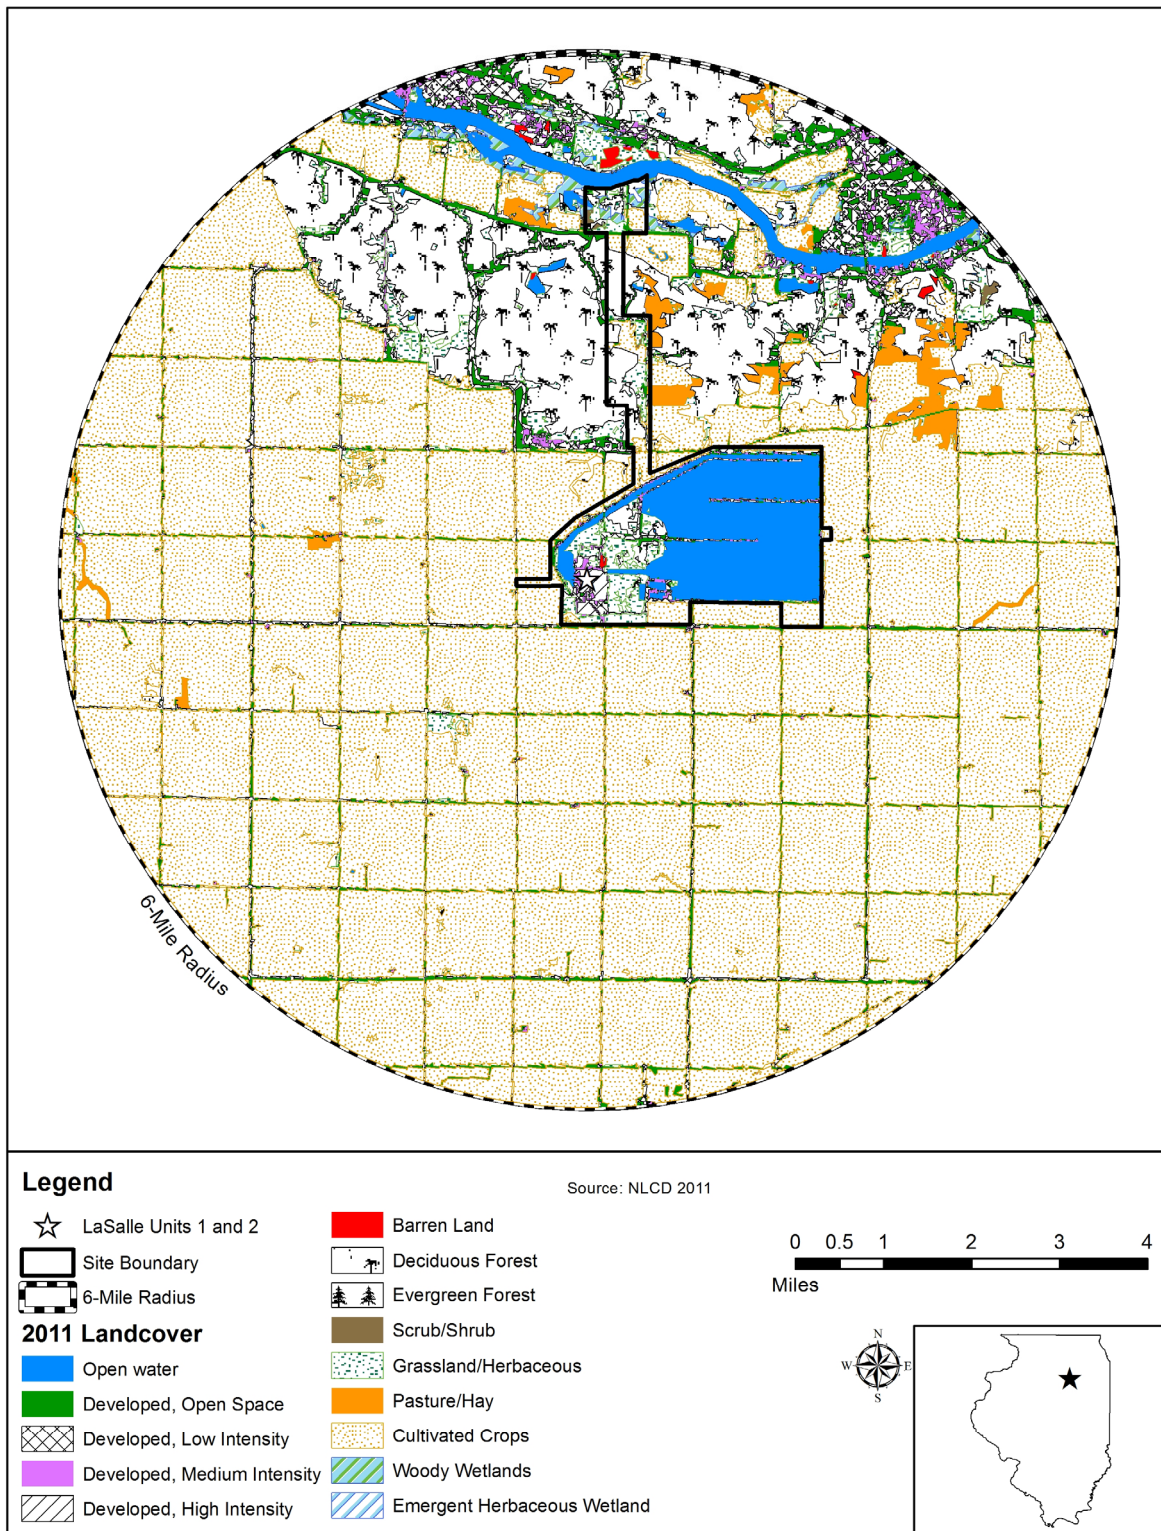 6-Mile Radius
Legend
Source: NLCD 2011
LaSalle Units 1 and 2
Site Boundary
6-Mile Radius
2011 Landcover
Open water
Developed, Open Space
Developed, Low Intensity
Developed, Medium Intensity
Developed, High Intensity
Barren Land
Deciduous Forest
Evergreen Forest
Scrub/Shrub
Grassland/Herbaceous
Pasture/Hay
Cultivated Crops
Woody Wetlands
Emergent Herbaceous Wetland
0 0.5 1 2 3 4
Miles
N
W E
S